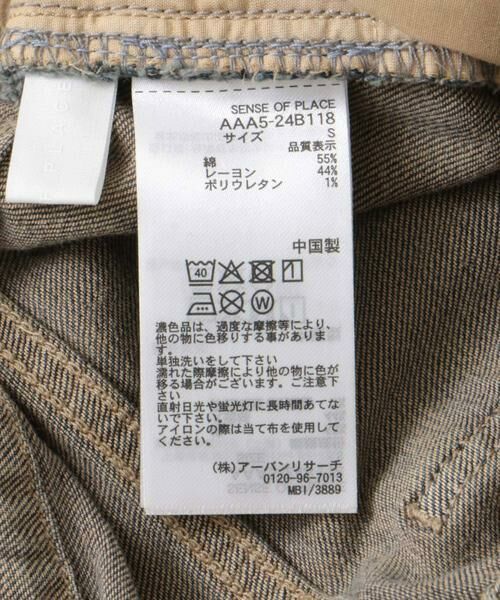 SENSE OF PLACE
AAA5-24B118
サイズ S
品質表示
綿 55%
レーヨン 44%
ポリウレタン 1%
中国製
40
W
濃色品は、過度な摩擦等により、
他の物に色移りする事がありま
す。
単独洗いをして下さい
濡れた際摩擦により他の物に色が
移る場合がございます。ご注意下
さい
直射日光や蛍光灯に長時間あてな
いで下さい。
アイロンの際は当て布を使用して
ください。
(株)アーバンリサーチ
0120-96-7013
MBI/3889
PLACE